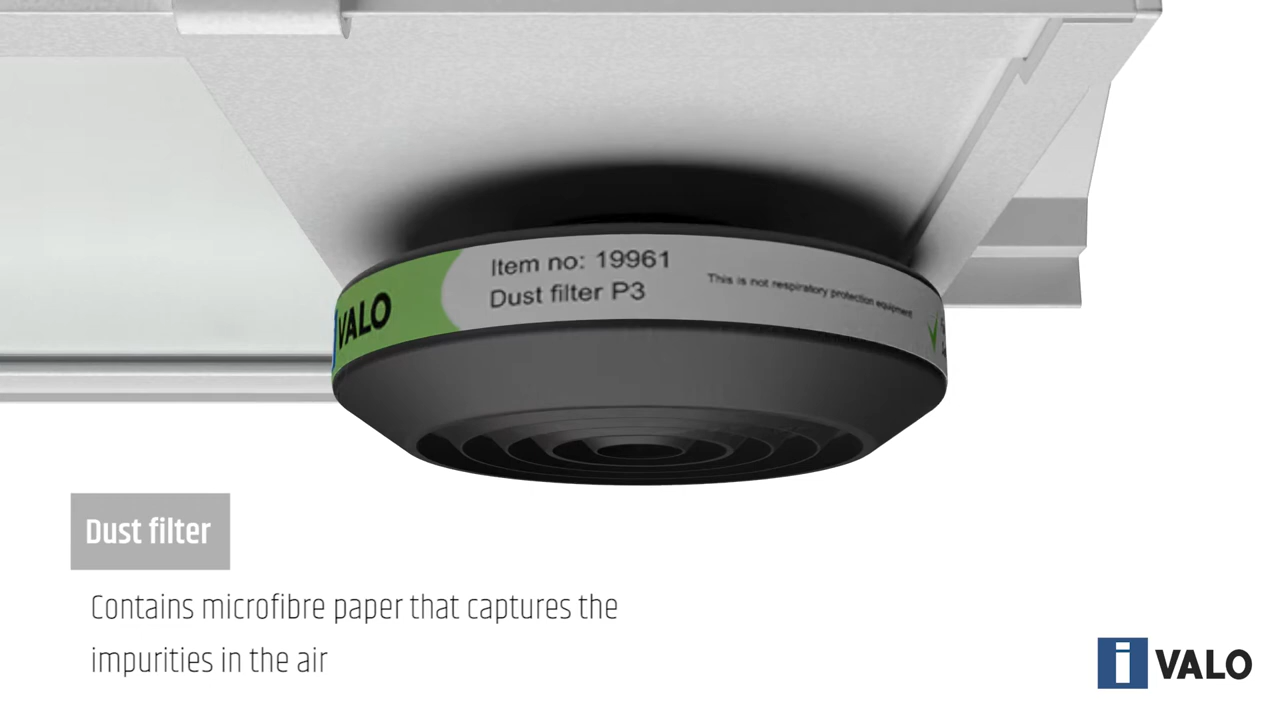 VALO
Item no: 19961
Dust filter P3
This is not respiratory protection equipment
Dust filter
Contains microfibre paper that captures the
impurities in the air
i VALO